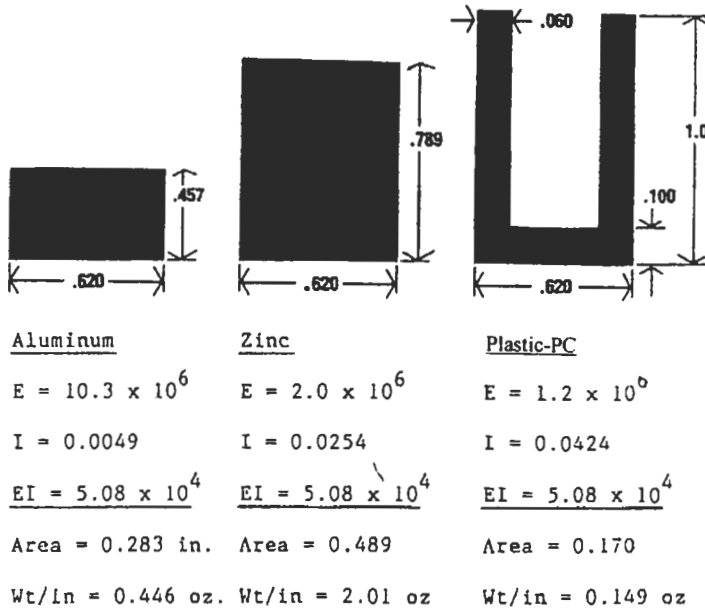 .060
.789
1.0
.457
.100
.620
.620
.620
Aluminum
E = 10.3 x 10^6
I = 0.0049
EI = 5.08 x 10^4
Area = 0.283 in.
Wt/in = 0.446 oz.
Zinc
E = 2.0 x 10^6
I = 0.0254
EI = 5.08 x 10^4
Area = 0.489
Wt/in = 2.01 oz
Plastic-PC
E = 1.2 x 10^6
I = 0.0424
EI = 5.08 x 10^4
Area = 0.170
Wt/in = 0.149 oz